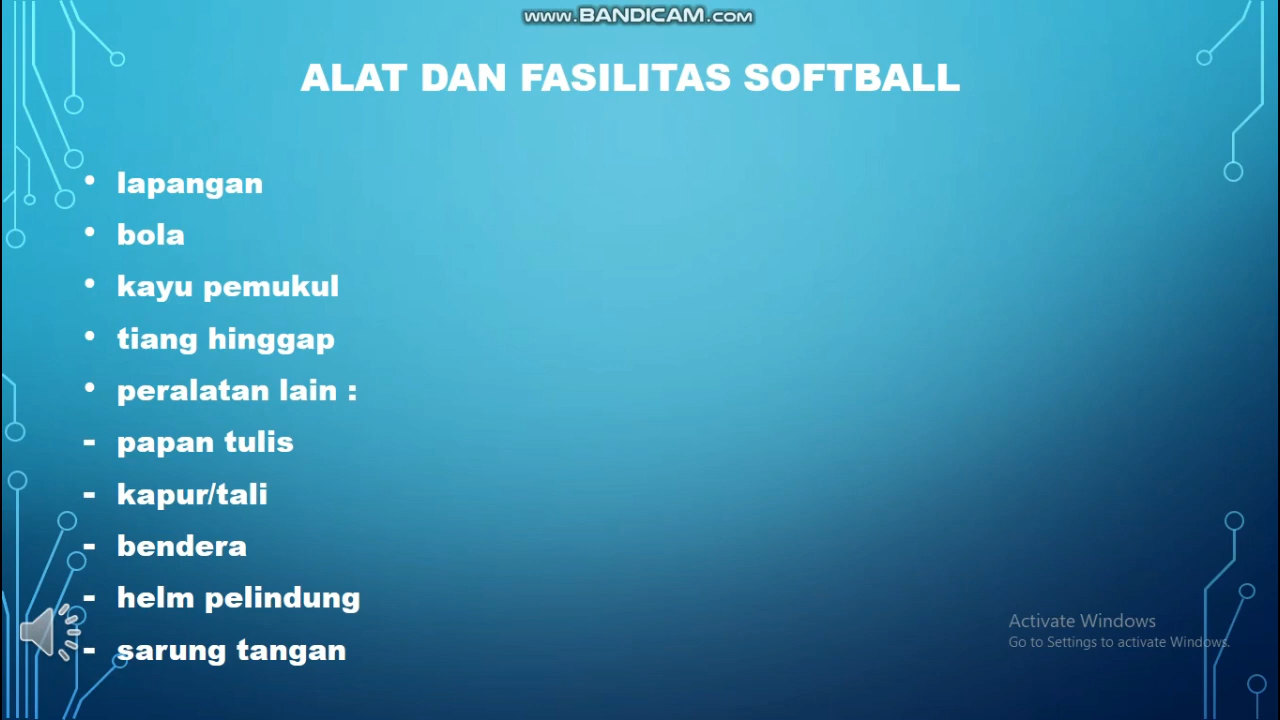 www.BANDICAM.com
ALAT DAN FASILITAS SOFTBALL
• lapangan
• bola
• kayu pemukul
• tiang hinggap
• peralatan lain :
- papan tulis
- kapur/tali
- bendera
- helm pelindung
- sarung tangan
Activate Windows
Go to Settings to activate Windows.